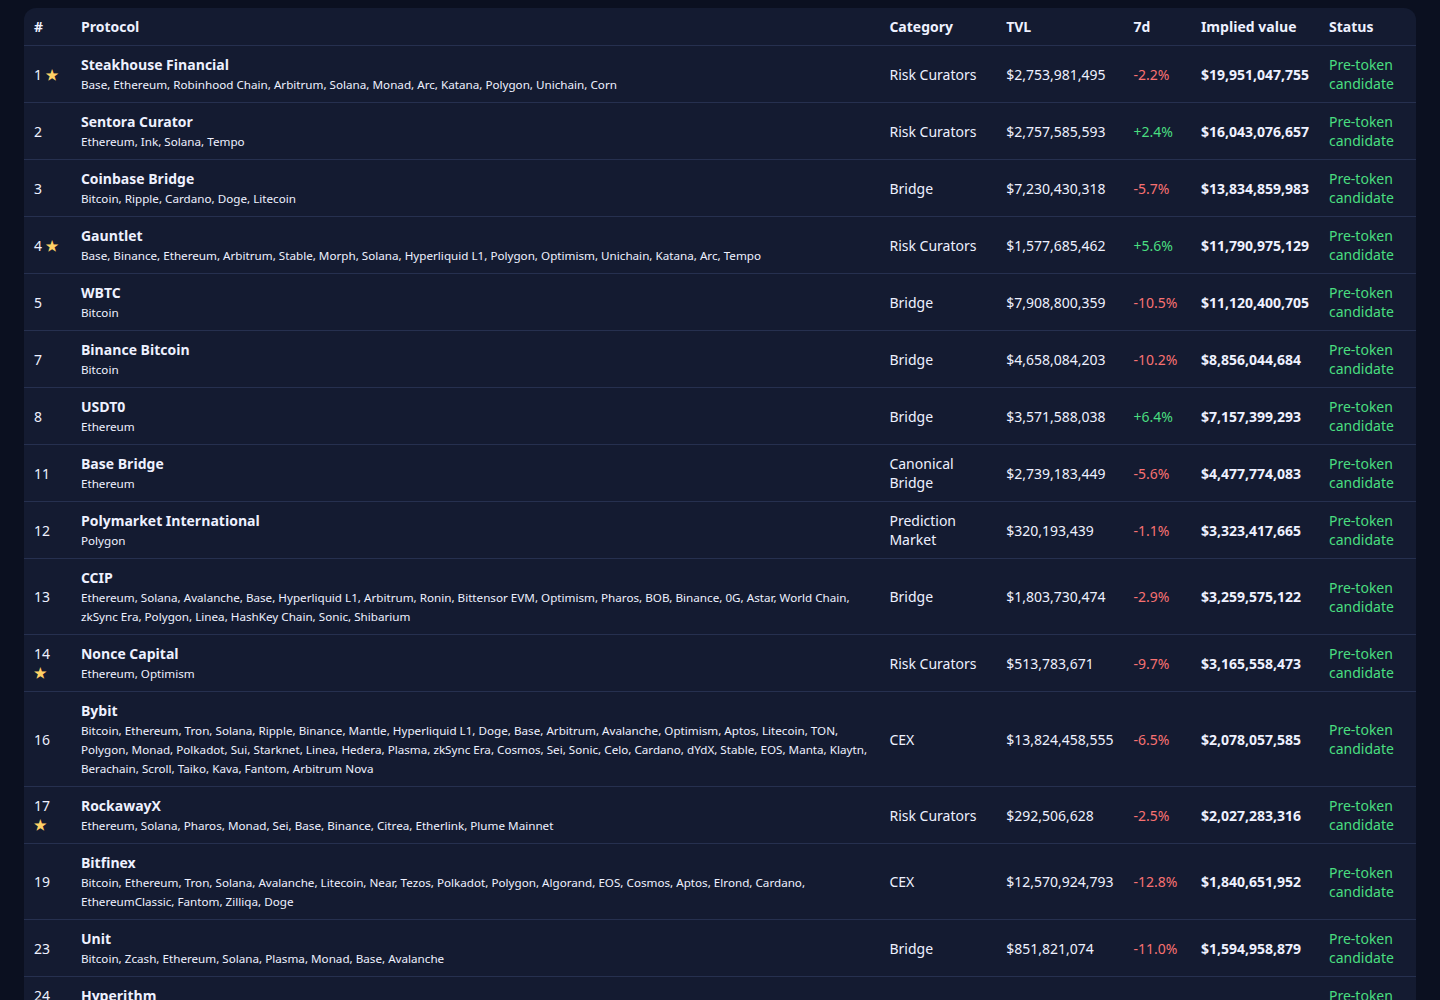 # Protocol Category TVL 7d Implied value Status
1 ★ Steakhouse Financial Risk Curators $2,753,981,495 -2.2% $19,951,047,755 Pre-token candidate
Base, Ethereum, Robinhood Chain, Arbitrum, Solana, Monad, Arc, Katana, Polygon, Unichain, Corn
2 Sentora Curator Risk Curators $2,757,585,593 +2.4% $16,043,076,657 Pre-token candidate
Ethereum, Ink, Solana, Tempo
3 Coinbase Bridge Bridge $7,230,430,318 -5.7% $13,834,859,983 Pre-token candidate
Bitcoin, Ripple, Cardano, Doge, Litecoin
4 ★ Gauntlet Risk Curators $1,577,685,462 +5.6% $11,790,975,129 Pre-token candidate
Base, Binance, Ethereum, Arbitrum, Stable, Morph, Solana, Hyperliquid L1, Polygon, Optimism, Unichain, Katana, Arc, Tempo
5 WBTC Bridge $7,908,800,359 -10.5% $11,120,400,705 Pre-token candidate
Bitcoin
7 Binance Bitcoin Bridge $4,658,084,203 -10.2% $8,856,044,684 Pre-token candidate
Bitcoin
8 USDT0 Bridge $3,571,588,038 +6.4% $7,157,399,293 Pre-token candidate
Ethereum
11 Base Bridge Canonical Bridge $2,739,183,449 -5.6% $4,477,774,083 Pre-token candidate
Ethereum
12 Polymarket International Prediction Market $320,193,439 -1.1% $3,323,417,665 Pre-token candidate
Polygon
13 CCIP Bridge $1,803,730,474 -2.9% $3,259,575,122 Pre-token candidate
Ethereum, Solana, Avalanche, Base, Hyperliquid L1, Arbitrum, Ronin, Bittensor EVM, Optimism, Pharos, BOB, Binance, 0G, Astar, World Chain,
zkSync Era, Polygon, Linea, HashKey Chain, Sonic, Shibarium
14 ★ Nonce Capital Risk Curators $513,783,671 -9.7% $3,165,558,473 Pre-token candidate
Ethereum, Optimism
16 Bybit CEX $13,824,458,555 -6.5% $2,078,057,585 Pre-token candidate
Bitcoin, Ethereum, Tron, Solana, Ripple, Binance, Mantle, Hyperliquid L1, Doge, Base, Arbitrum, Avalanche, Optimism, Aptos, Litecoin, TON,
Polygon, Monad, Polkadot, Sui, Starknet, Linea, Hedera, Plasma, zkSync Era, Cosmos, Sei, Sonic, Celo, Cardano, dYdX, Stable, EOS, Manta, Klaytn,
Berachain, Scroll, Taiko, Kava, Fantom, Arbitrum Nova
17 ★ RockawayX Risk Curators $292,506,628 -2.5% $2,027,283,316 Pre-token candidate
Ethereum, Solana, Pharos, Monad, Sei, Base, Binance, Citrea, Etherlink, Plume Mainnet
19 Bitfinex CEX $12,570,924,793 -12.8% $1,840,651,952 Pre-token candidate
Bitcoin, Ethereum, Tron, Solana, Avalanche, Litecoin, Near, Tezos, Polkadot, Polygon, Algorand, EOS, Cosmos, Aptos, Elrond, Cardano,
EthereumClassic, Fantom, Zilliqa, Doge
23 Unit Bridge $851,821,074 -11.0% $1,594,958,879 Pre-token candidate
Bitcoin, Zcash, Ethereum, Solana, Plasma, Monad, Base, Avalanche
24 Hyperithm Pre-token